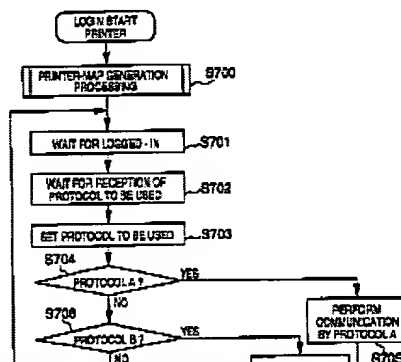 LOGIN START
PRINTER
PRINTER-MAP GENERATION
PROCESSING
S700
WAIT FOR LOGGED-IN
S701
WAIT FOR RECEPTION OF
PROTOCOL TO BE USED
S702
SET PROTOCOL TO BE USED
S703
S704
PROTOCOL A ?
YES
NO
PERFORM
COMMUNICATION
BY PROTOCOL A
S705
S706
PROTOCOL B ?
YES
NO